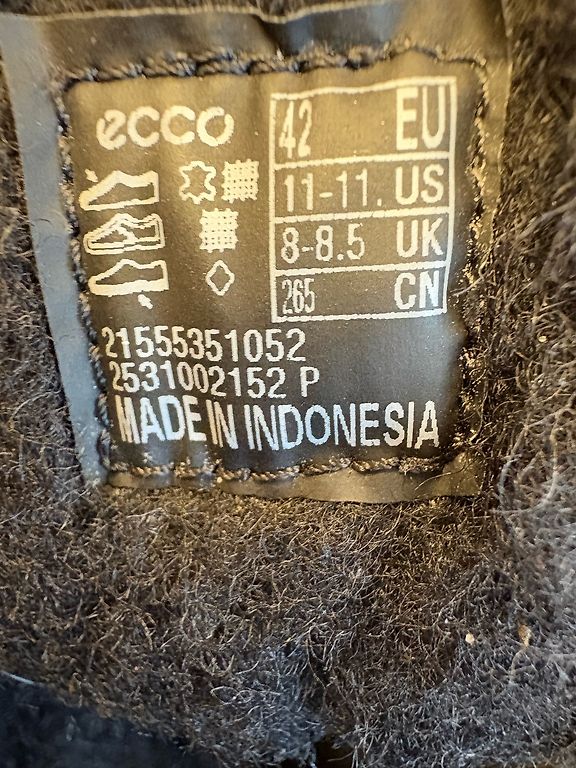 ecco
42 EU
11-11. US
8-8.5 UK
265 CN
21555351052
2531002152 P
MADE IN INDONESIA